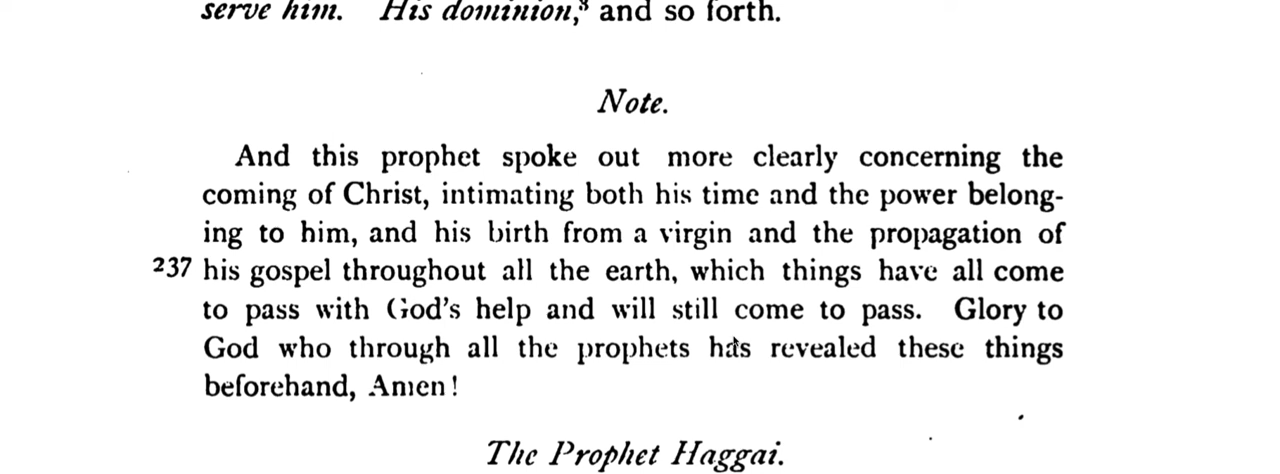 serve him. His dominion,⁸ and so forth.
Note.
And this prophet spoke out more clearly concerning the
coming of Christ, intimating both his time and the power belong-
ing to him, and his birth from a virgin and the propagation of
237 his gospel throughout all the earth, which things have all come
to pass with God's help and will still come to pass. Glory to
God who through all the prophets has revealed these things
beforehand, Amen!
The Prophet Haggai.